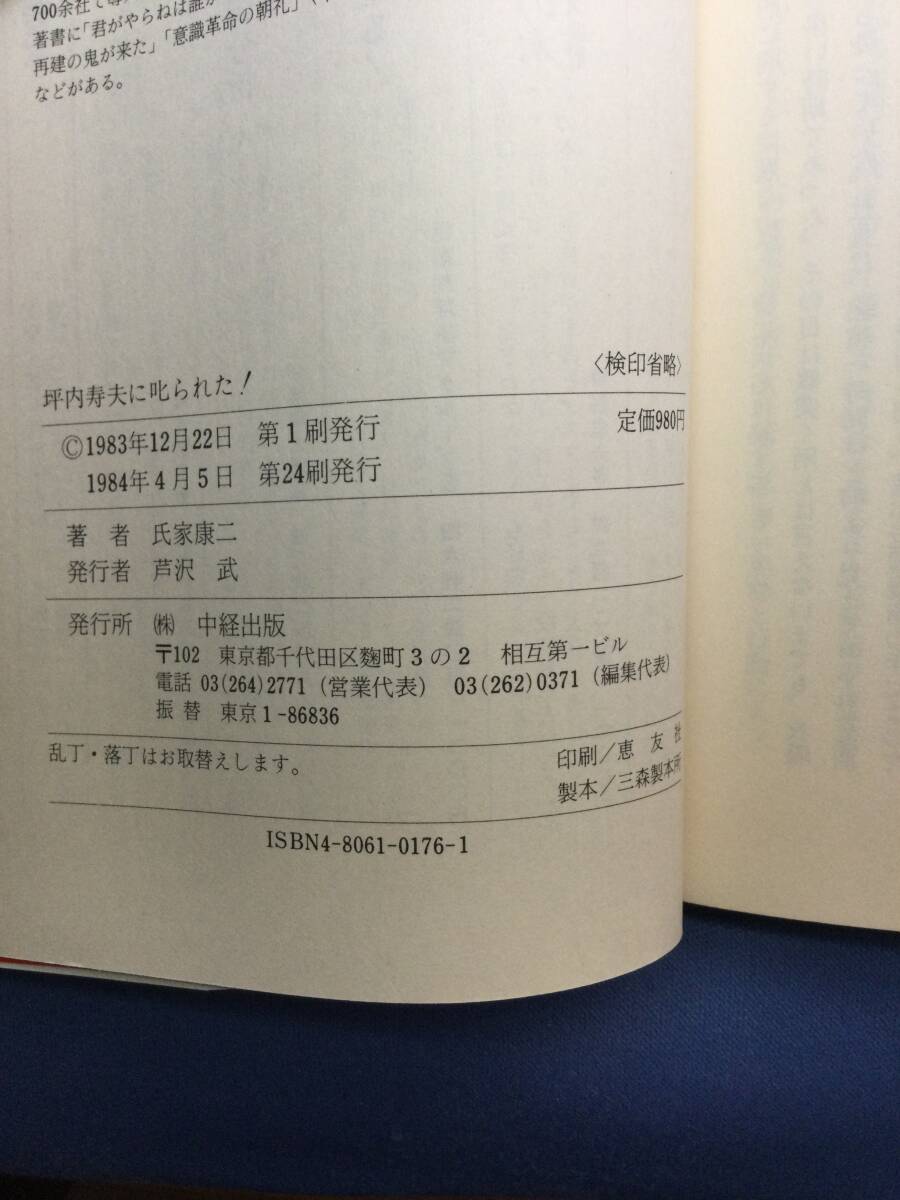 700余社で
著書に「君がやらねば誰が
再建の鬼が来た」「意識革命の朝礼」
などがある。
坪内寿夫に叱られた!
〈検印省略〉
©1983年12月22日 第1刷発行
定価980円
1984年4月5日 第24刷発行
著者 氏家康二
発行者 芦沢 武
発行所 ㈱ 中経出版
〒102 東京都千代田区麴町3の2 相互第一ビル
電話 03(264)2771(営業代表) 03(262)0371(編集代表)
振替 東京1-86836
乱丁・落丁はお取替えします。
印刷/恵友社
製本/三森製本所
ISBN4-8061-0176-1